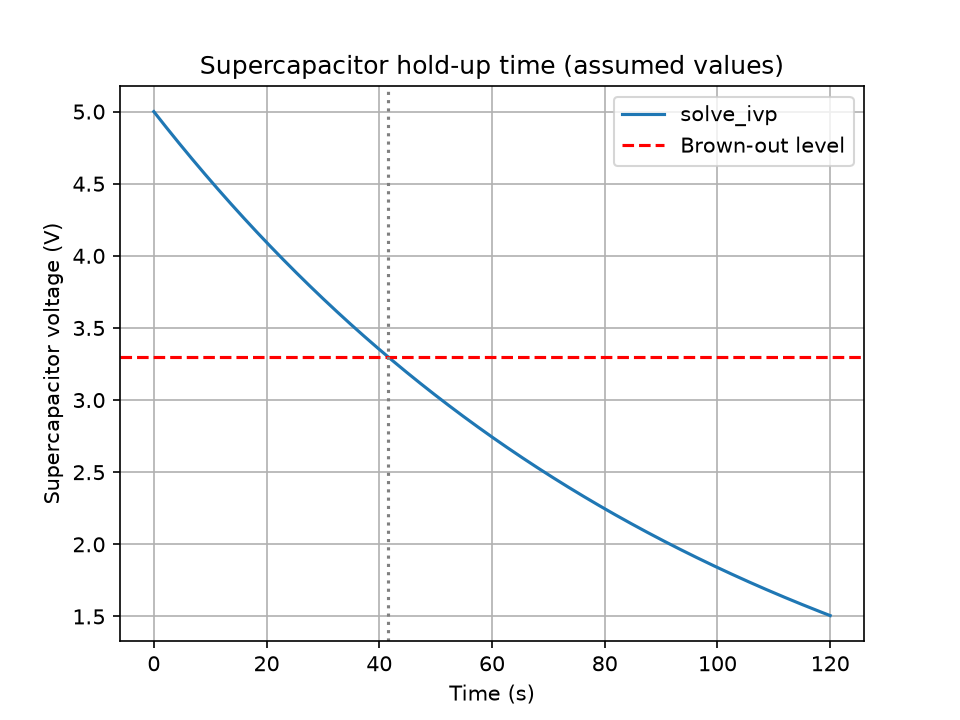 Supercapacitor hold-up time (assumed values)
solve_ivp
Brown-out level
Supercapacitor voltage (V)
5.0
4.5
4.0
3.5
3.0
2.5
2.0
1.5
0 20 40 60 80 100 120
Time (s)